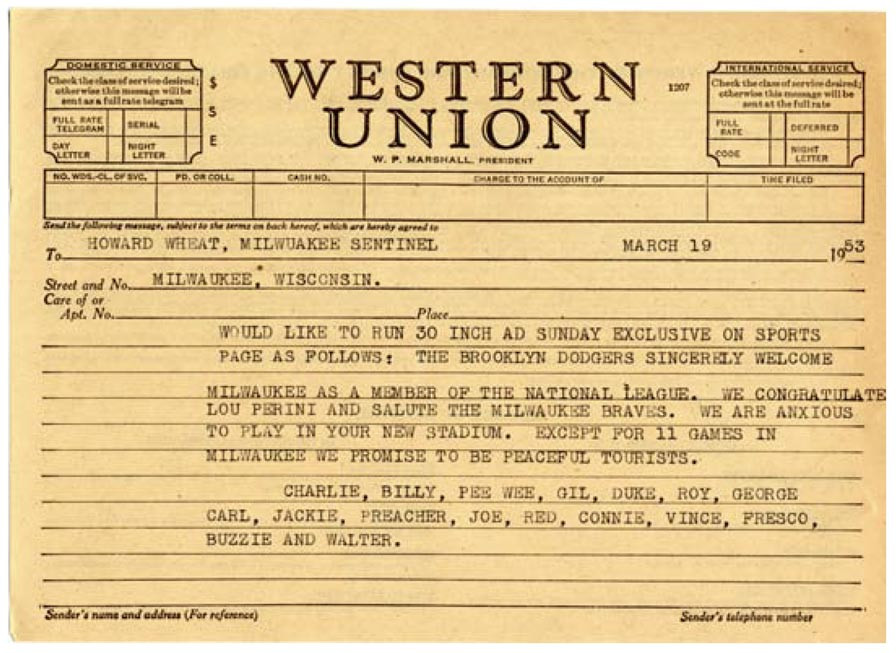 DOMESTIC SERVICE
Check the class of service desired;
otherwise this message will be
sent as a full rate telegram
FULL RATE TELEGRAM
SERIAL
DAY LETTER
NIGHT LETTER
$
S
E
WESTERN
UNION
1207
W. P. MARSHALL, PRESIDENT
INTERNATIONAL SERVICE
Check the class of service desired;
otherwise this message will be
sent at the full rate
FULL RATE
DEFERRED
CODE
NIGHT LETTER
NO. WDS.-CL. OF SVC. PD. OR COLL. CASH NO. CHARGE TO THE ACCOUNT OF TIME FILED
Send the following message, subject to the terms on back hereof, which are hereby agreed to
To HOWARD WHEAT, MILWUAKEE SENTINEL MARCH 19 1953
Street and No. MILWAUKEE, WISCONSIN.
Care of or
Apt. No. Place
WOULD LIKE TO RUN 30 INCH AD SUNDAY EXCLUSIVE ON SPORTS
PAGE AS FOLLOWS: THE BROOKLYN DODGERS SINCERELY WELCOME
MILWAUKEE AS A MEMBER OF THE NATIONAL LEAGUE. WE CONGRATULATE
LOU PERINI AND SALUTE THE MILWAUKEE BRAVES. WE ARE ANXIOUS
TO PLAY IN YOUR NEW STADIUM. EXCEPT FOR 11 GAMES IN
MILWAUKEE WE PROMISE TO BE PEACEFUL TOURISTS.
CHARLIE, BILLY, PEE WEE, GIL, DUKE, ROY, GEORGE
CARL, JACKIE, PREACHER, JOE, RED, CONNIE, VINCE, FRESCO,
BUZZIE AND WALTER.
Sender's name and address (For reference)
Sender's telephone number